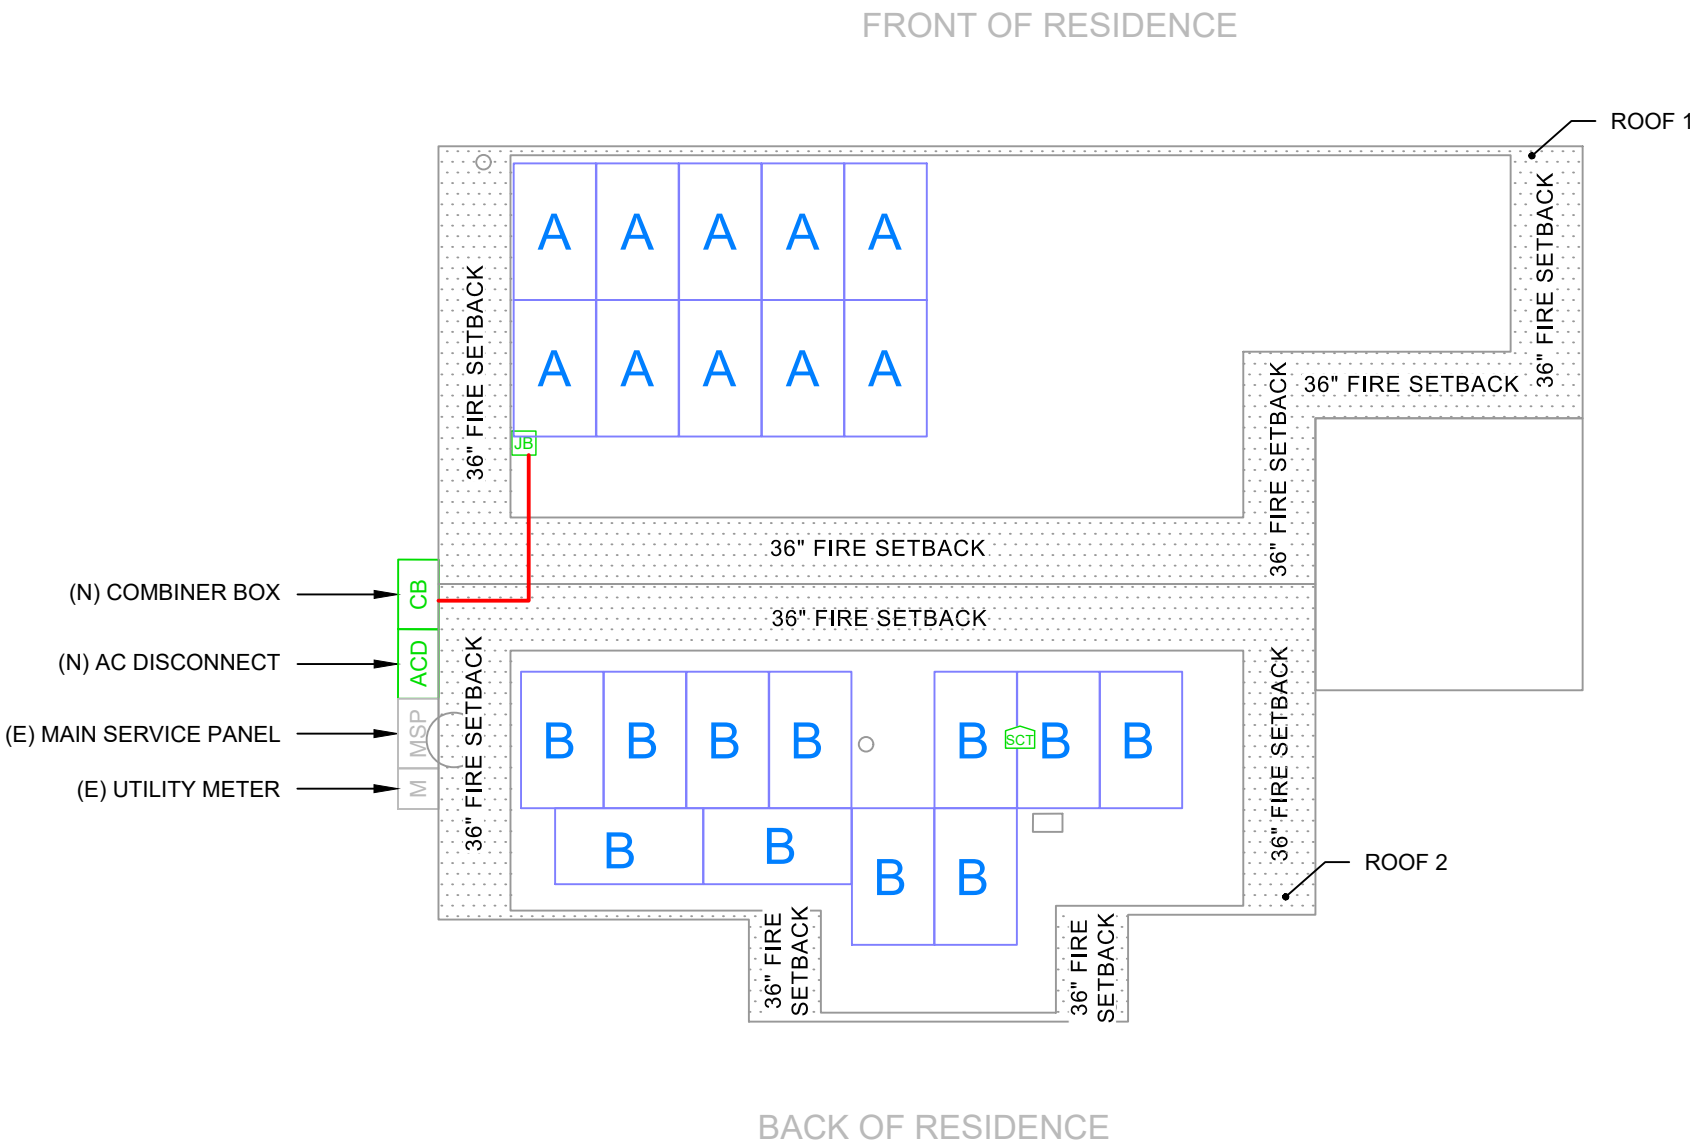 FRONT OF RESIDENCE
ROOF 1
A A A A A
36" FIRE SETBACK
36" FIRE SETBACK
A A A A A
36" FIRE SETBACK
36" FIRE SETBACK
JB
36" FIRE SETBACK
(N) COMBINER BOX
CB
36" FIRE SETBACK
(N) AC DISCONNECT
ACD
36" FIRE SETBACK
36" FIRE SETBACK
(E) MAIN SERVICE PANEL
MSP
B B B B B SCT B B
(E) UTILITY METER
M
B B B B
ROOF 2
36" FIRE
SETBACK
36" FIRE
SETBACK
BACK OF RESIDENCE